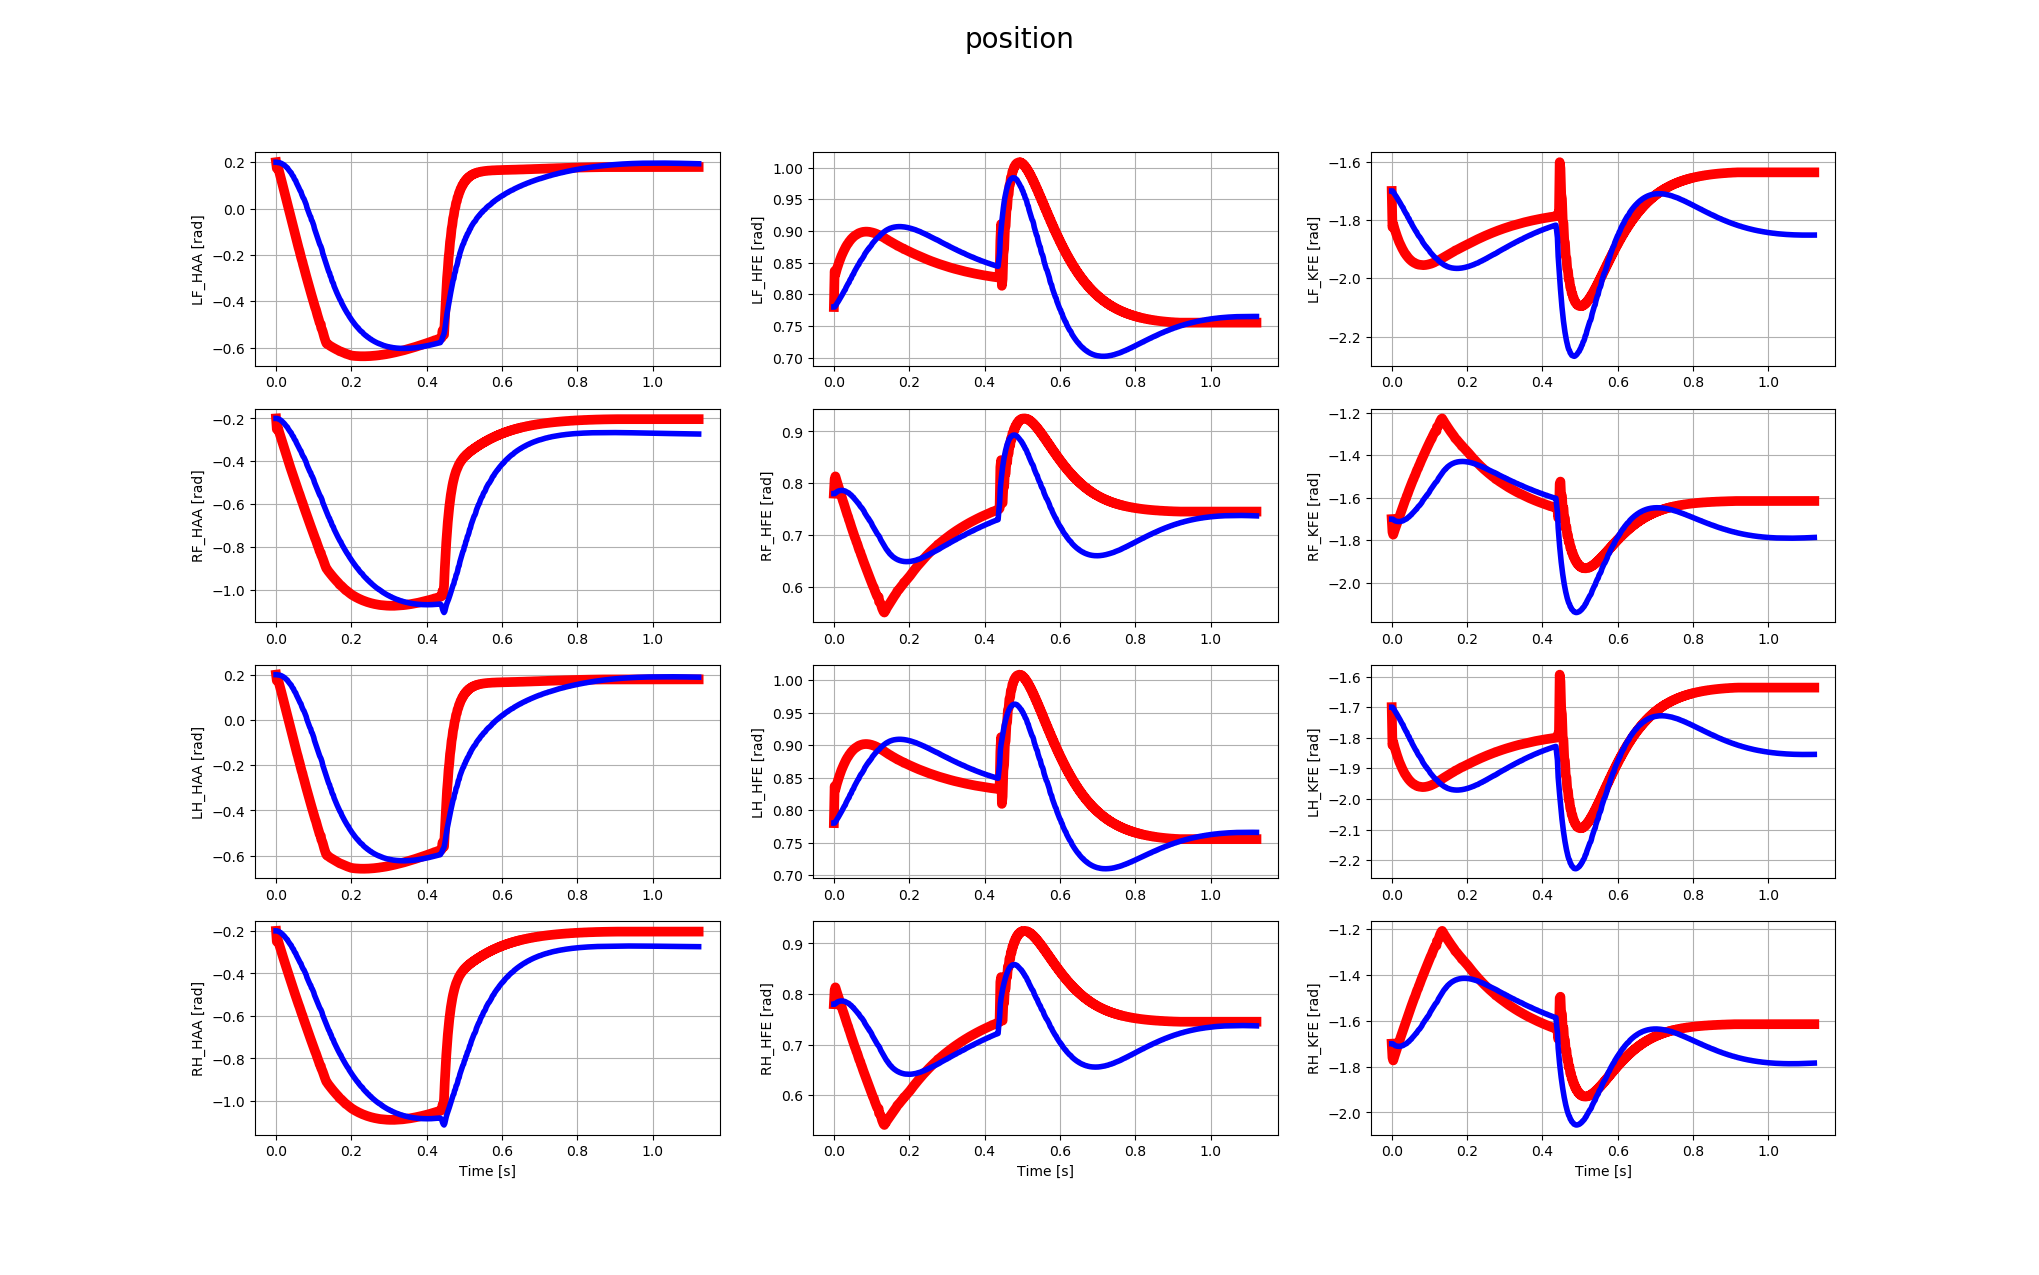 position
LF_HAA [rad]
0.2
0.0
−0.2
−0.4
−0.6
0.0 0.2 0.4 0.6 0.8 1.0
LF_HFE [rad]
1.00
0.95
0.90
0.85
0.80
0.75
0.70
0.0 0.2 0.4 0.6 0.8 1.0
LF_KFE [rad]
−1.6
−1.8
−2.0
−2.2
0.0 0.2 0.4 0.6 0.8 1.0
RF_HAA [rad]
−0.2
−0.4
−0.6
−0.8
−1.0
0.0 0.2 0.4 0.6 0.8 1.0
RF_HFE [rad]
0.9
0.8
0.7
0.6
0.0 0.2 0.4 0.6 0.8 1.0
RF_KFE [rad]
−1.2
−1.4
−1.6
−1.8
−2.0
0.0 0.2 0.4 0.6 0.8 1.0
LH_HAA [rad]
0.2
0.0
−0.2
−0.4
−0.6
0.0 0.2 0.4 0.6 0.8 1.0
LH_HFE [rad]
1.00
0.95
0.90
0.85
0.80
0.75
0.70
0.0 0.2 0.4 0.6 0.8 1.0
LH_KFE [rad]
−1.6
−1.7
−1.8
−1.9
−2.0
−2.1
−2.2
0.0 0.2 0.4 0.6 0.8 1.0
RH_HAA [rad]
−0.2
−0.4
−0.6
−0.8
−1.0
0.0 0.2 0.4 0.6 0.8 1.0
Time [s]
RH_HFE [rad]
0.9
0.8
0.7
0.6
0.0 0.2 0.4 0.6 0.8 1.0
Time [s]
RH_KFE [rad]
−1.2
−1.4
−1.6
−1.8
−2.0
0.0 0.2 0.4 0.6 0.8 1.0
Time [s]